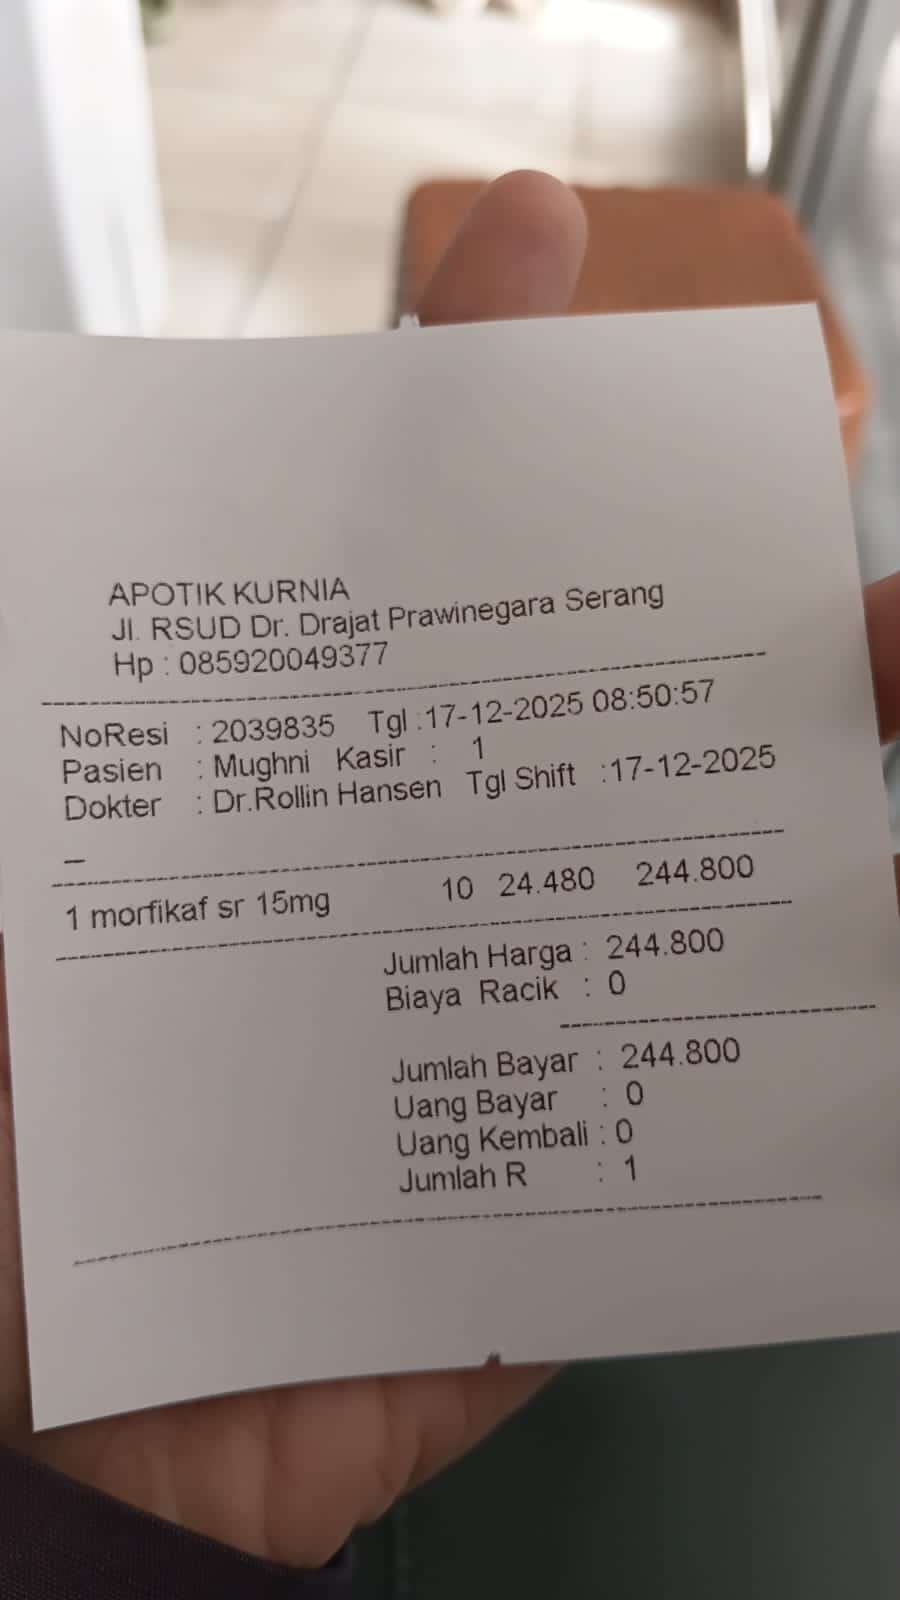 APOTIK KURNIA
Jl. RSUD Dr. Drajat Prawinegara Serang
Hp : 085920049377
NoResi : 2039835 Tgl :17-12-2025 08:50:57
Pasien : Mughni Kasir : 1
Dokter : Dr.Rollin Hansen Tgl Shift :17-12-2025
–
1 morfikaf sr 15mg 10 24.480 244.800
Jumlah Harga : 244.800
Biaya Racik : 0
Jumlah Bayar : 244.800
Uang Bayar : 0
Uang Kembali : 0
Jumlah R : 1